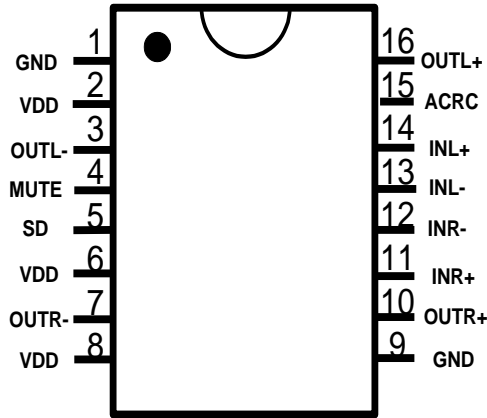 GND 1 16 OUTL+
VDD 2 15 ACRC
OUTL- 3 14 INL+
MUTE 4 13 INL-
SD 5 12 INR-
VDD 6 11 INR+
OUTR- 7 10 OUTR+
VDD 8 9 GND